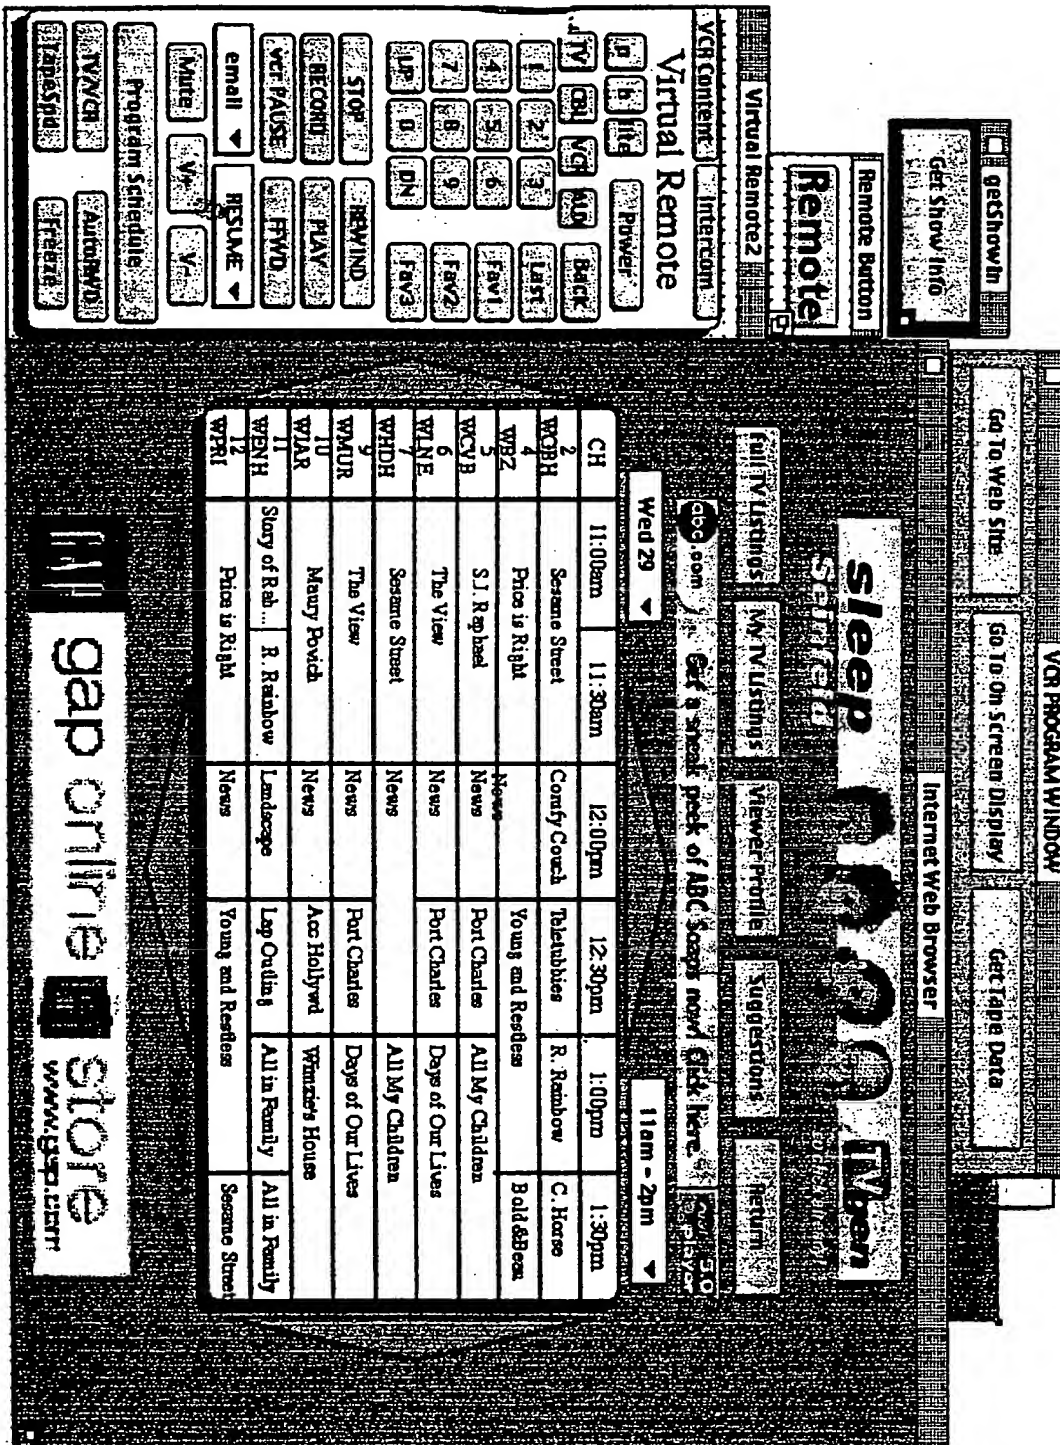 getShowIn
Get Show Info
Remote Button
Remote
Virtual Remote2
VCR Content
intercom
Virtual Remote
p
h
lite
Power
TV
CBL
VCR
AUX
Back
1
2
3
Last
4
5
6
Fav1
7
8
9
Fav2
UP
0
DN
Fav3
STOP
REWIND
RECORD
PLAY
vcr PAUSE
FFWD
email
RESUME
Mute
V+
V-
Program Schedule
TV/VCR
AutoRWD
TapeSpd
Freeze
VCR PROGRAM WINDOW
Go To Web Site
Go To On Screen Display
Get Tape Data
Internet Web Browser
sleep
TVgen
Full TV Listings
My TV Listings
Viewer Profile
Suggestions
Return
abc.com
Get a sneak peek of ABC Soaps now! Click here.
Wed 29
11am - 2pm
CH 11:00am 11:30am 12:00pm 12:30pm 1:00pm 1:30pm
2 WGBH Sesame Street Comfy Couch Teletubbies R. Rainbow C. Horse
4 WBZ Price is Right News Young and Restless Bold&Beau
5 WCVB S.J. Raphael News Port Charles All My Children
6 WLNE The View News Port Charles Days of Our Lives
7 WHDH Sesame Street News All My Children
9 WMUR The View News Port Charles Days of Our Lives
10 WJAR Maury Povich News Acc Hollywd Winnie's House
11 WENH Story of Rab... R. Rainbow Landscape Lap Quilting All in Family All in Family
12 WPRI Price is Right News Young and Restless Sesame Street
gap online store
www.gap.com